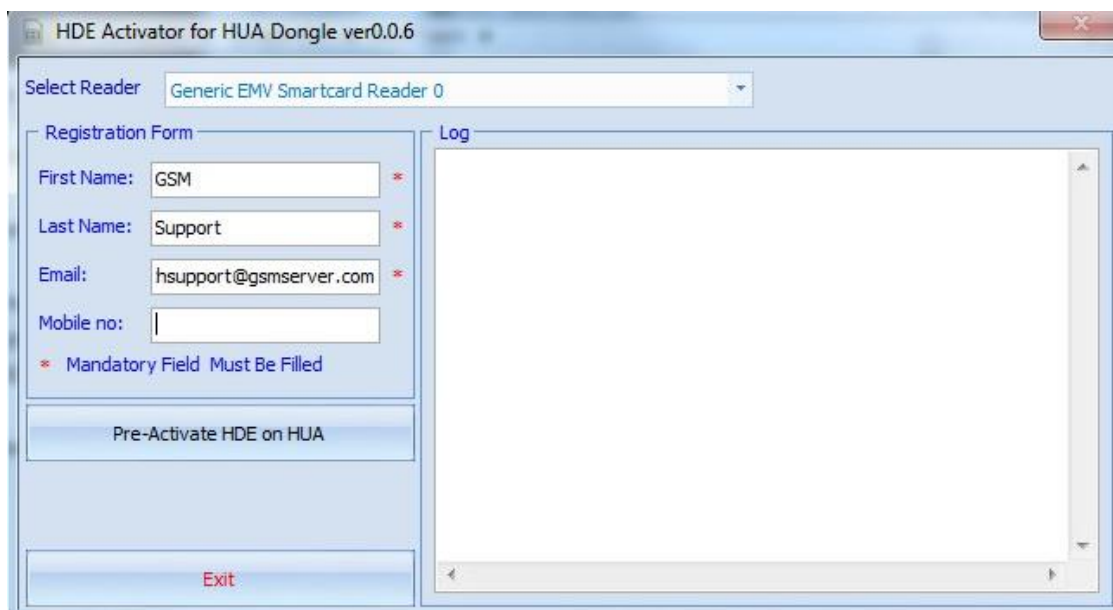 HDE Activator for HUA Dongle ver0.0.6
Select Reader Generic EMV Smartcard Reader 0
Registration Form
First Name: GSM *
Last Name: Support *
Email: hsupport@gsmserver.com *
Mobile no:
* Mandatory Field Must Be Filled
Pre-Activate HDE on HUA
Exit
Log